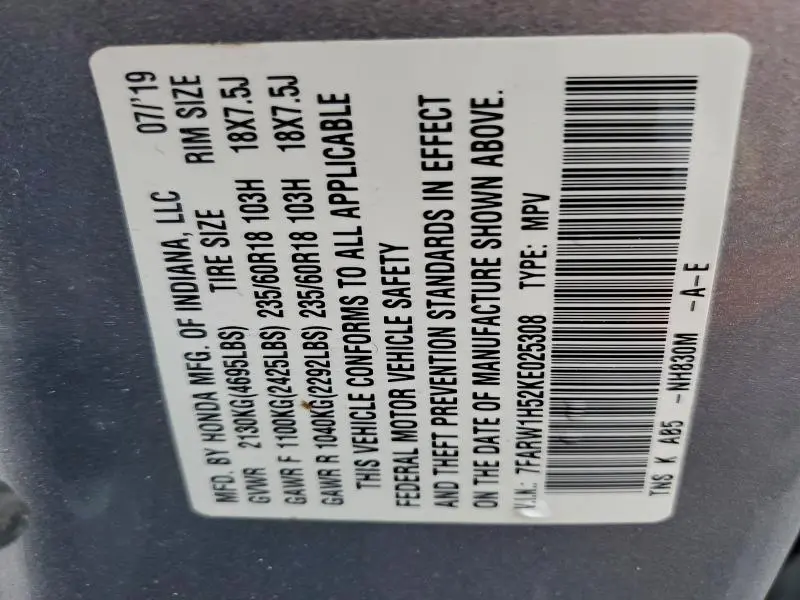 MFD. BY HONDA MFG. OF INDIANA, LLC 07/'19
GVWR 2130KG(4695LBS) TIRE SIZE RIM SIZE
GAWR F 1100KG(2425LBS) 235/60R18 103H 18X7.5J
GAWR R 1040KG(2292LBS) 235/60R18 103H 18X7.5J
THIS VEHICLE CONFORMS TO ALL APPLICABLE
FEDERAL MOTOR VEHICLE SAFETY
AND THEFT PREVENTION STANDARDS IN EFFECT
ON THE DATE OF MANUFACTURE SHOWN ABOVE.
V.I.N.: 7FARW1H52KE025308 TYPE: MPV
TNS K A05 -NH830M -A-E